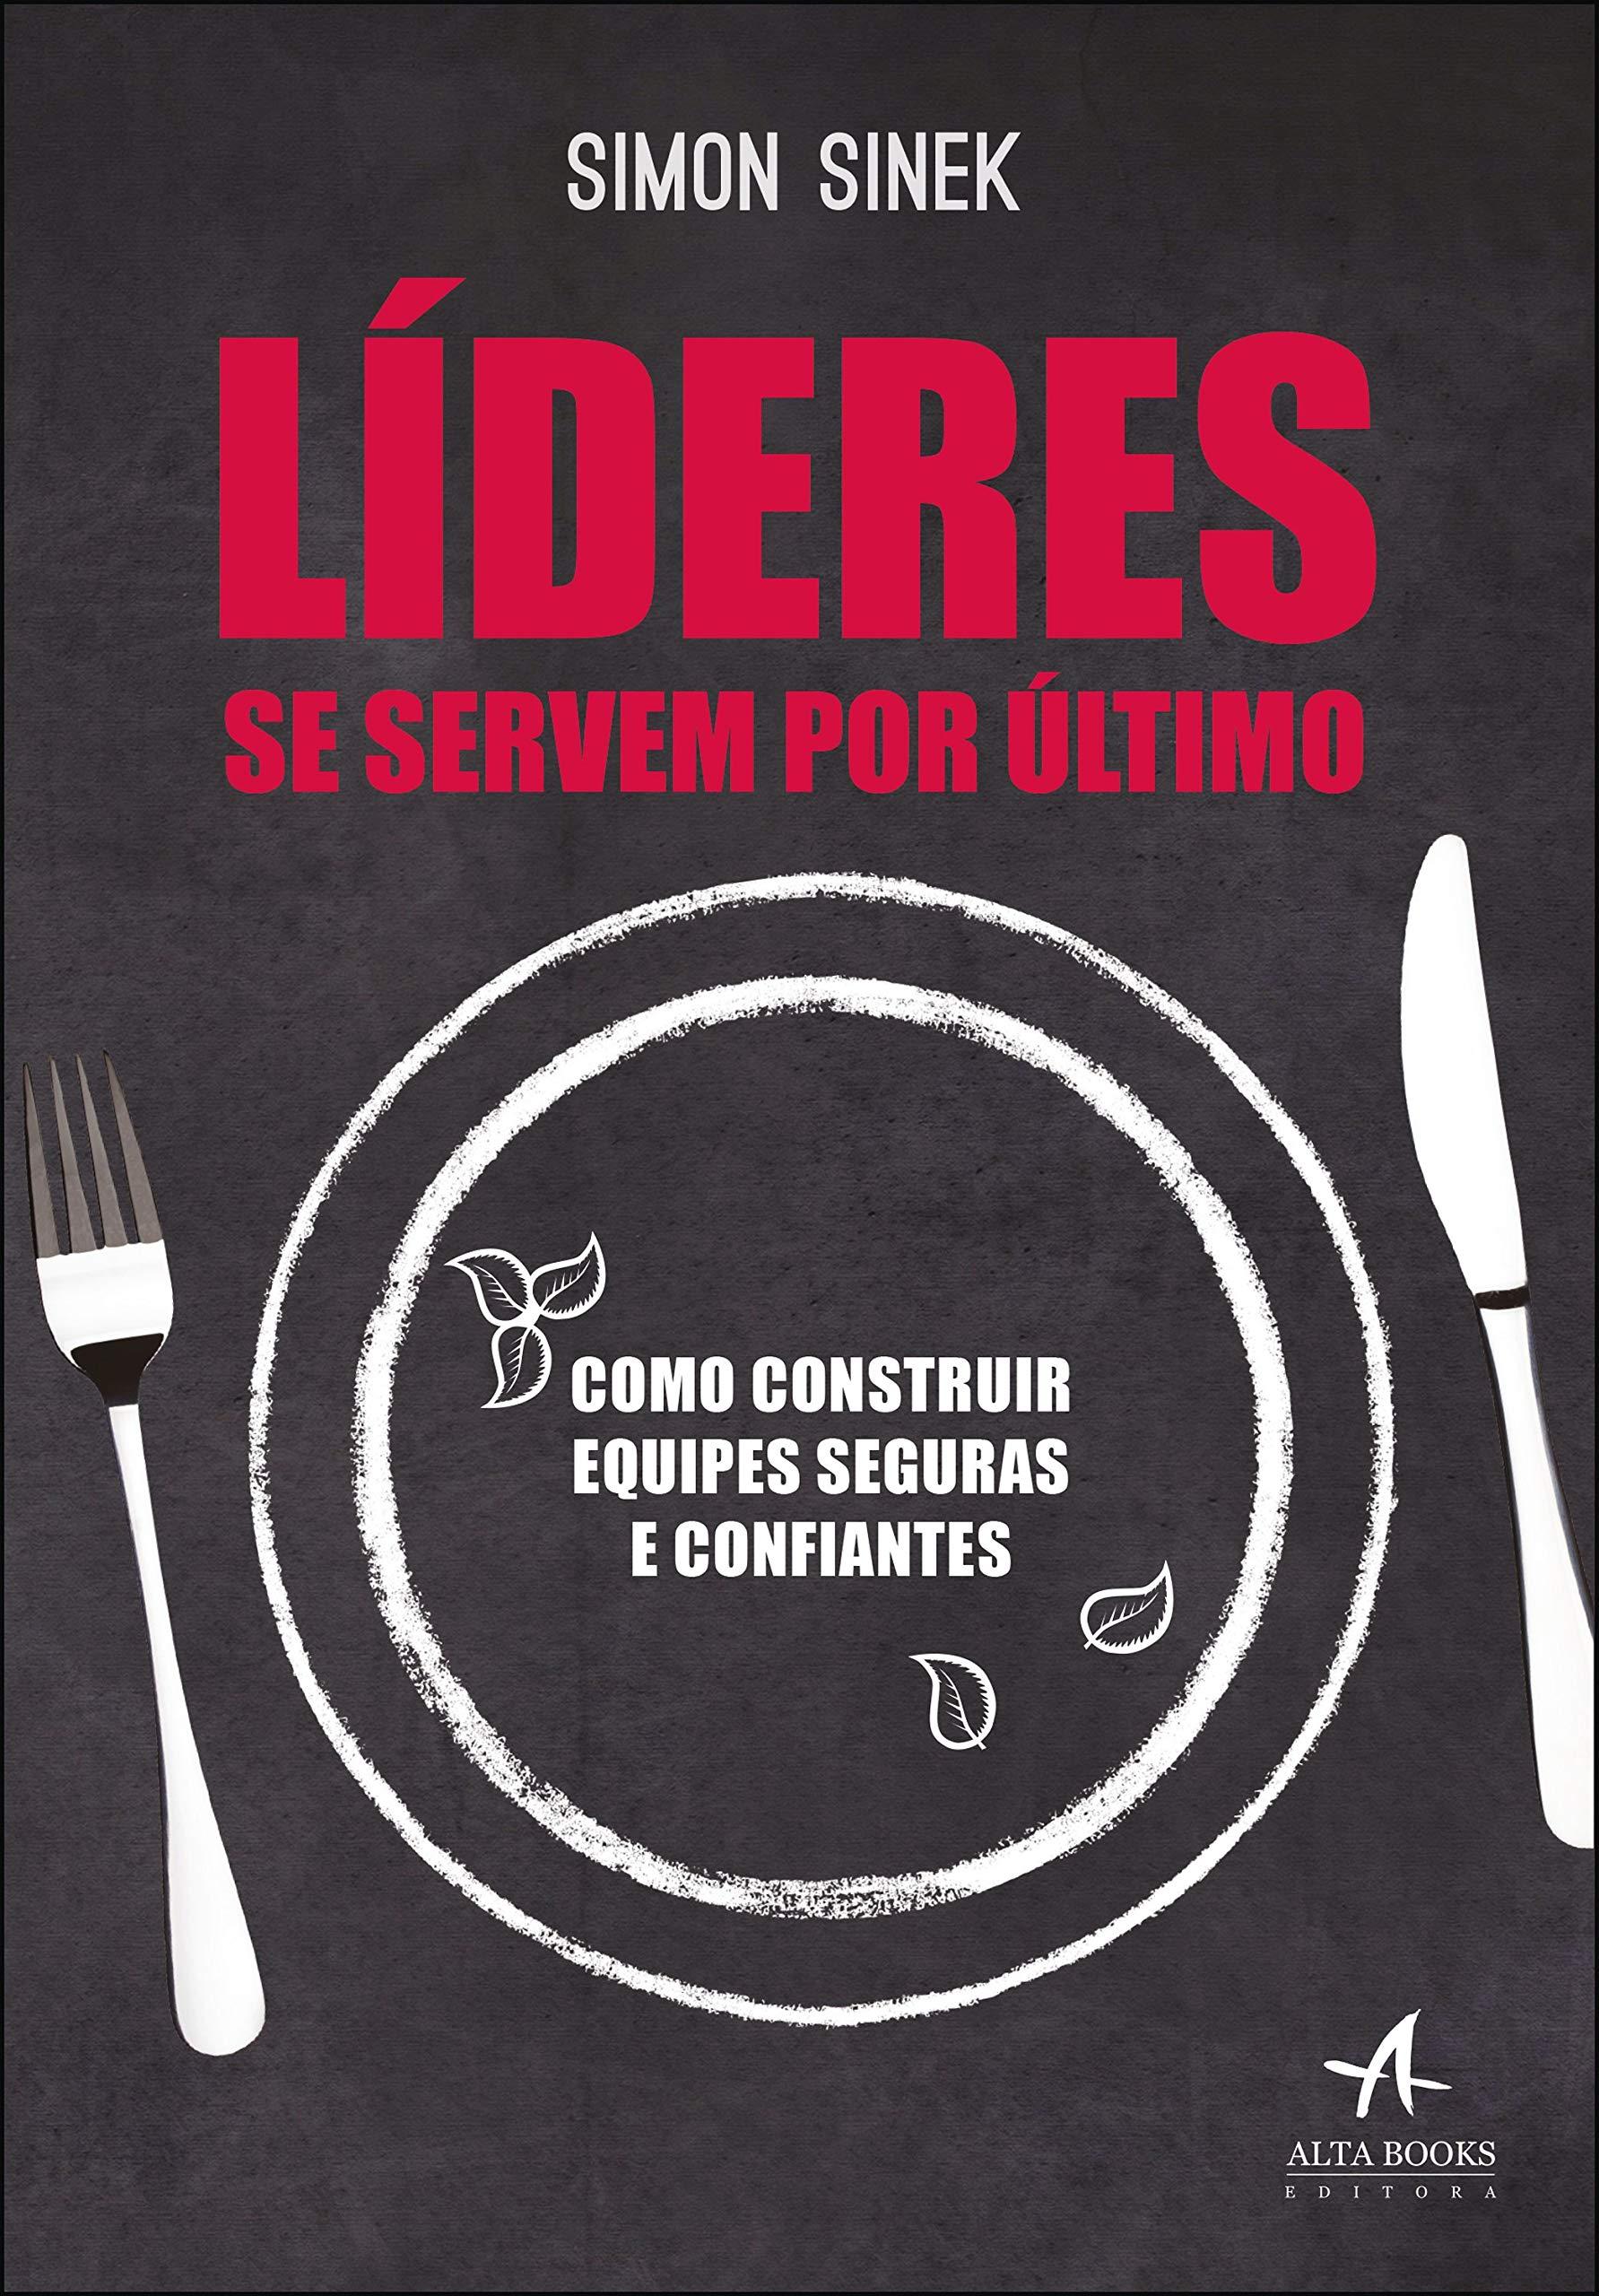 SIMON SINEK
LÍDERES
SE SERVEM POR ÚLTIMO
COMO CONSTRUIR
EQUIPES SEGURAS
E CONFIANTES
ALTA BOOKS
EDITORA